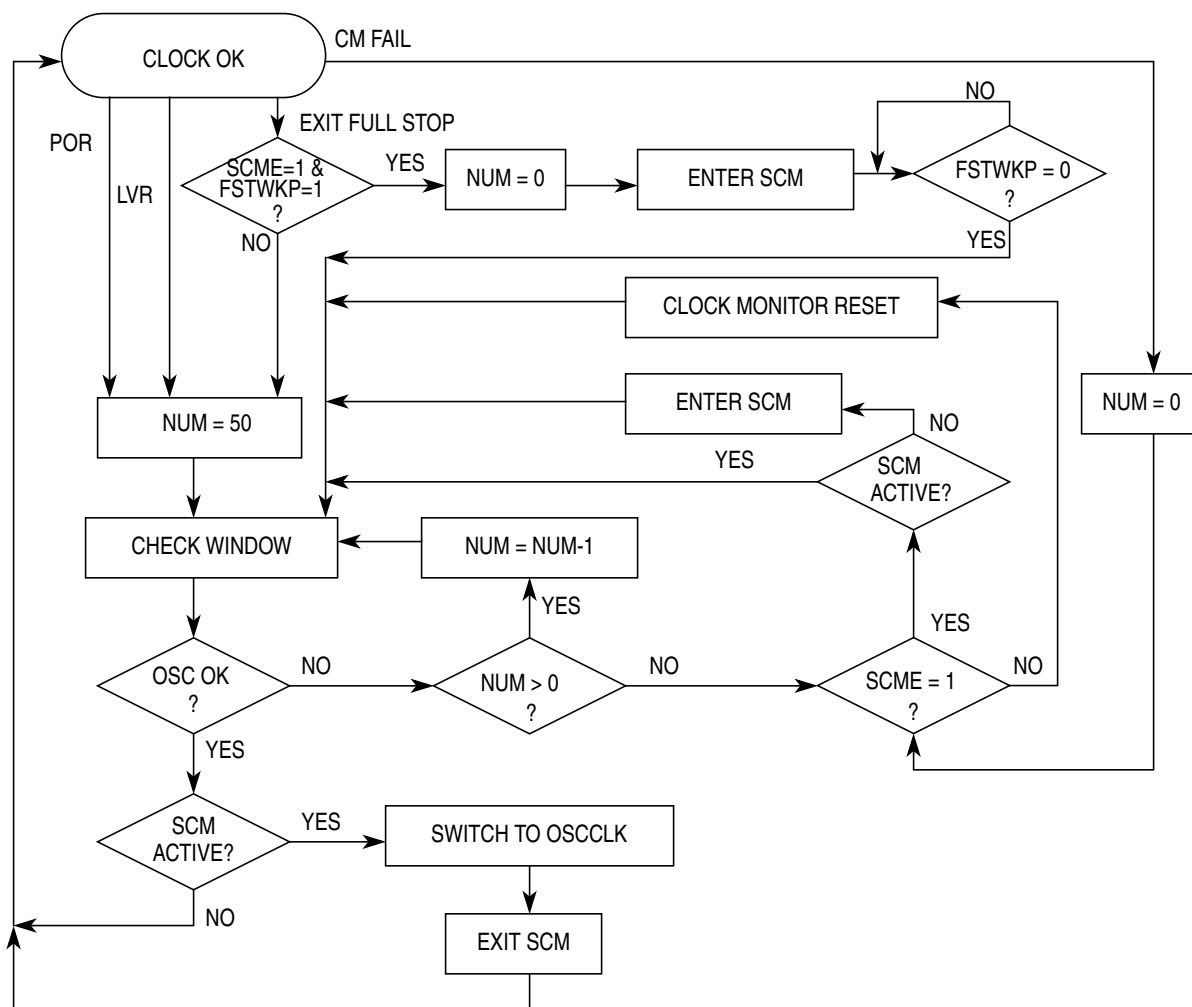 CLOCK OK
CM FAIL
POR
LVR
EXIT FULL STOP
SCME=1 &
FSTWKP=1
?
YES
NO
NUM = 0
ENTER SCM
NO
FSTWKP = 0
?
YES
CLOCK MONITOR RESET
ENTER SCM
NUM = 0
NUM = 50
NO
YES
SCM
ACTIVE?
CHECK WINDOW
NUM = NUM-1
YES
YES
OSC OK
?
NO
NUM > 0
?
NO
SCME = 1
?
NO
YES
SCM
ACTIVE?
YES
SWITCH TO OSCCLK
NO
EXIT SCM